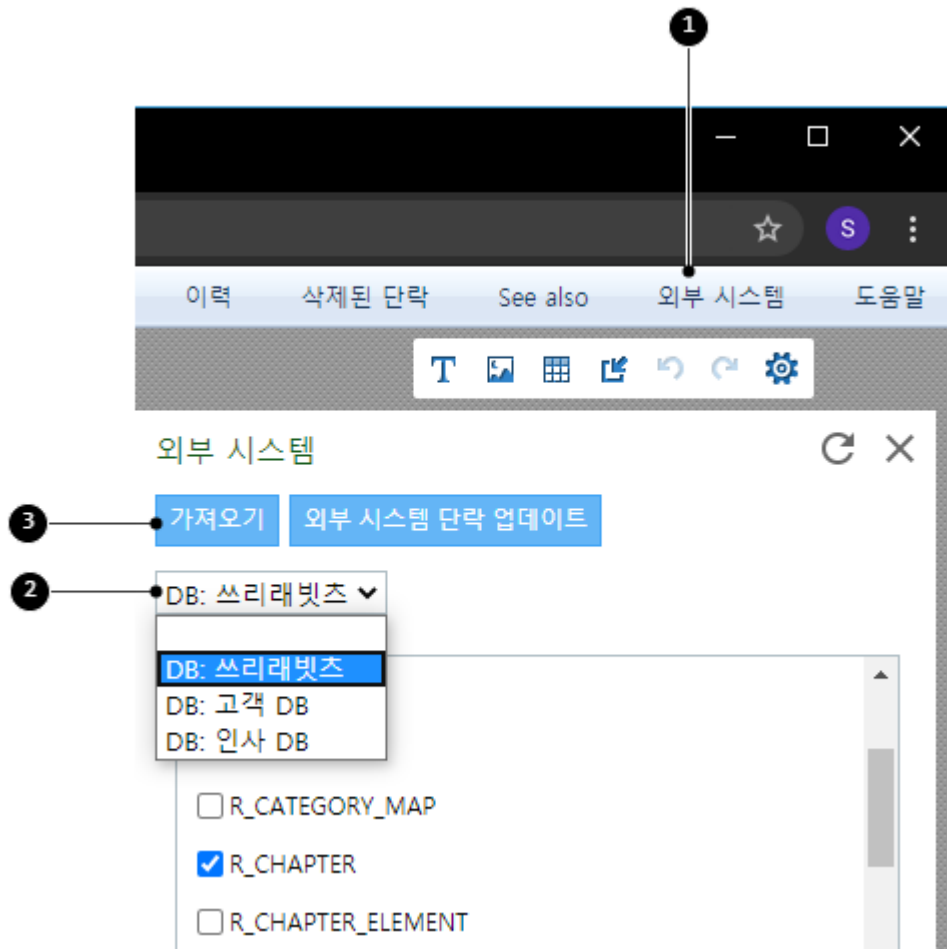 1
S
이력 삭제된 단락 See also 외부 시스템 도움말
T
외부 시스템
3
가져오기 외부 시스템 단락 업데이트
2
DB: 쓰리래빗츠
DB: 쓰리래빗츠
DB: 고객 DB
DB: 인사 DB
R_CATEGORY_MAP
R_CHAPTER
R_CHAPTER_ELEMENT